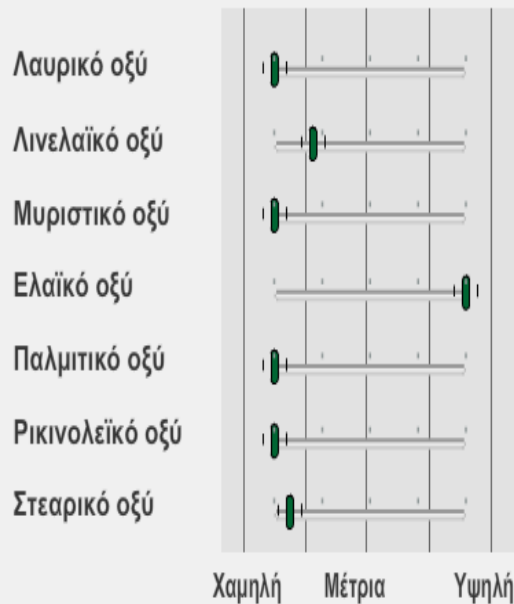 Λαυρικό οξύ
Λινελαϊκό οξύ
Μυριστικό οξύ
Ελαϊκό οξύ
Παλμιτικό οξύ
Ρικινολεϊκό οξύ
Στεαρικό οξύ
Χαμηλή Μέτρια Υψηλή